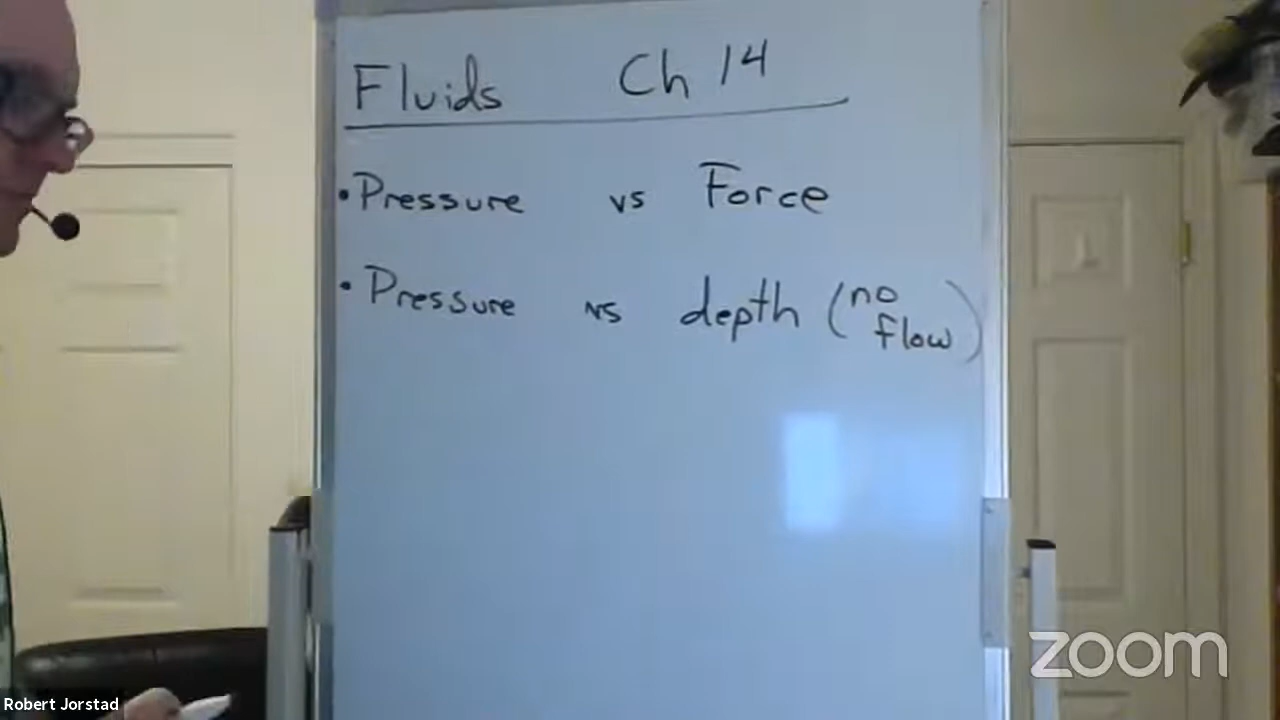 Fluids Ch 14
• Pressure vs Force
• Pressure vs depth (no flow)
zoom
Robert Jorstad